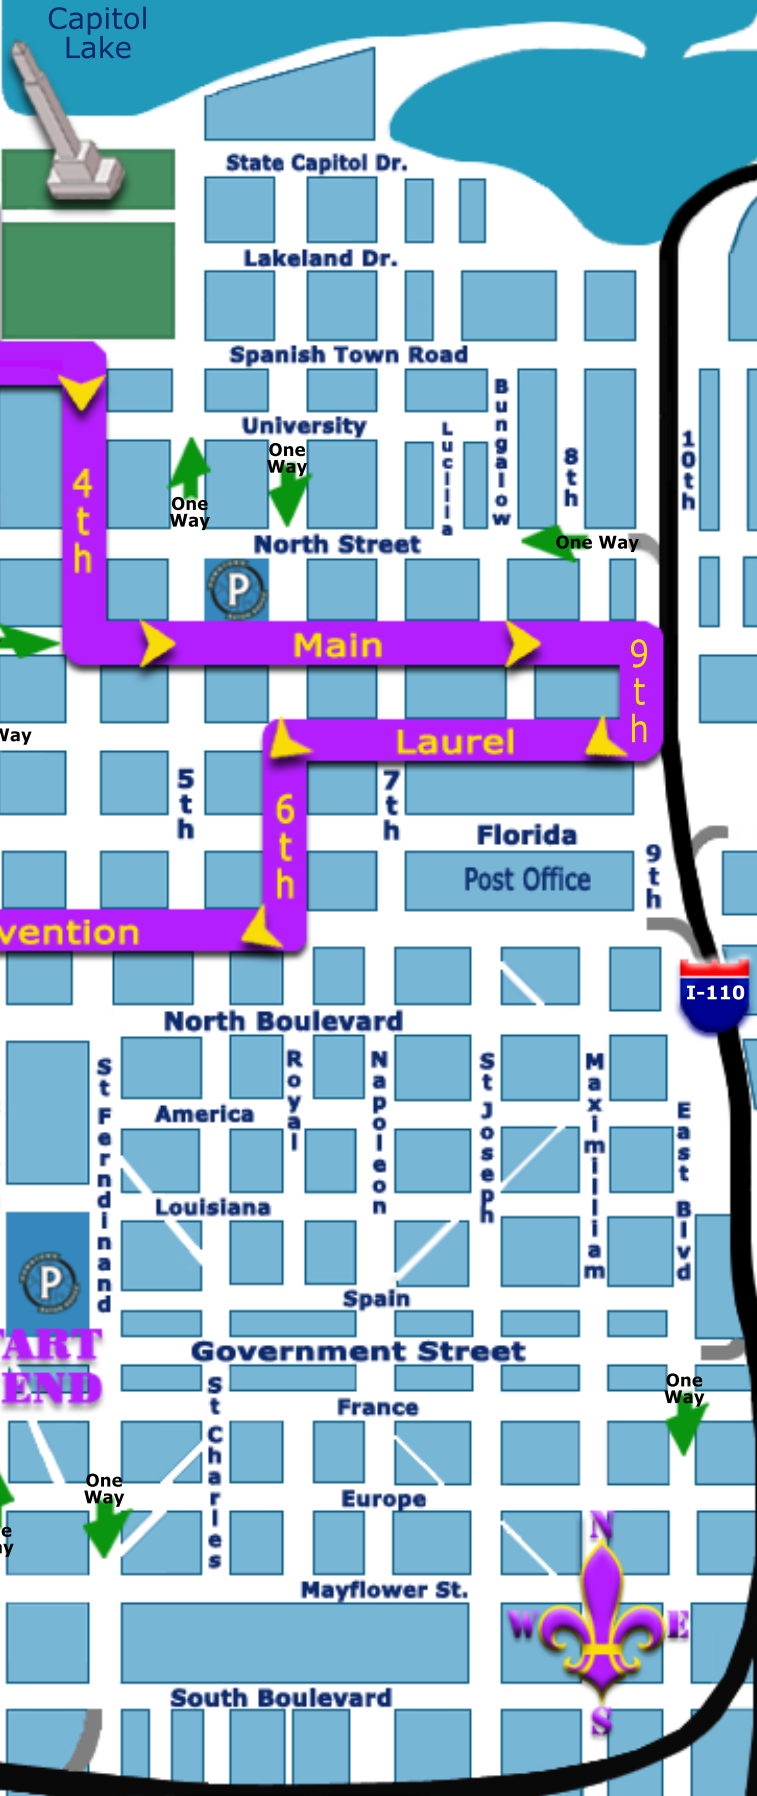 Capitol
Lake
State Capitol Dr.
Lakeland Dr.
Spanish Town Road
Bungalow
University
Lucilla
10th
One
Way
8th
4th
One
Way
North Street
One Way
P
Main
9th
Way
Laurel
5th
7th
6th
Florida
9th
Post Office
vention
I-110
North Boulevard
St Ferndinand
Royal
Napoleon
St Joseph
Maximilliam
East Blvd
America
Louisiana
P
Spain
TART
END
Government Street
St Charles
One
Way
France
One
Way
Europe
N
Mayflower St.
W
E
South Boulevard
S